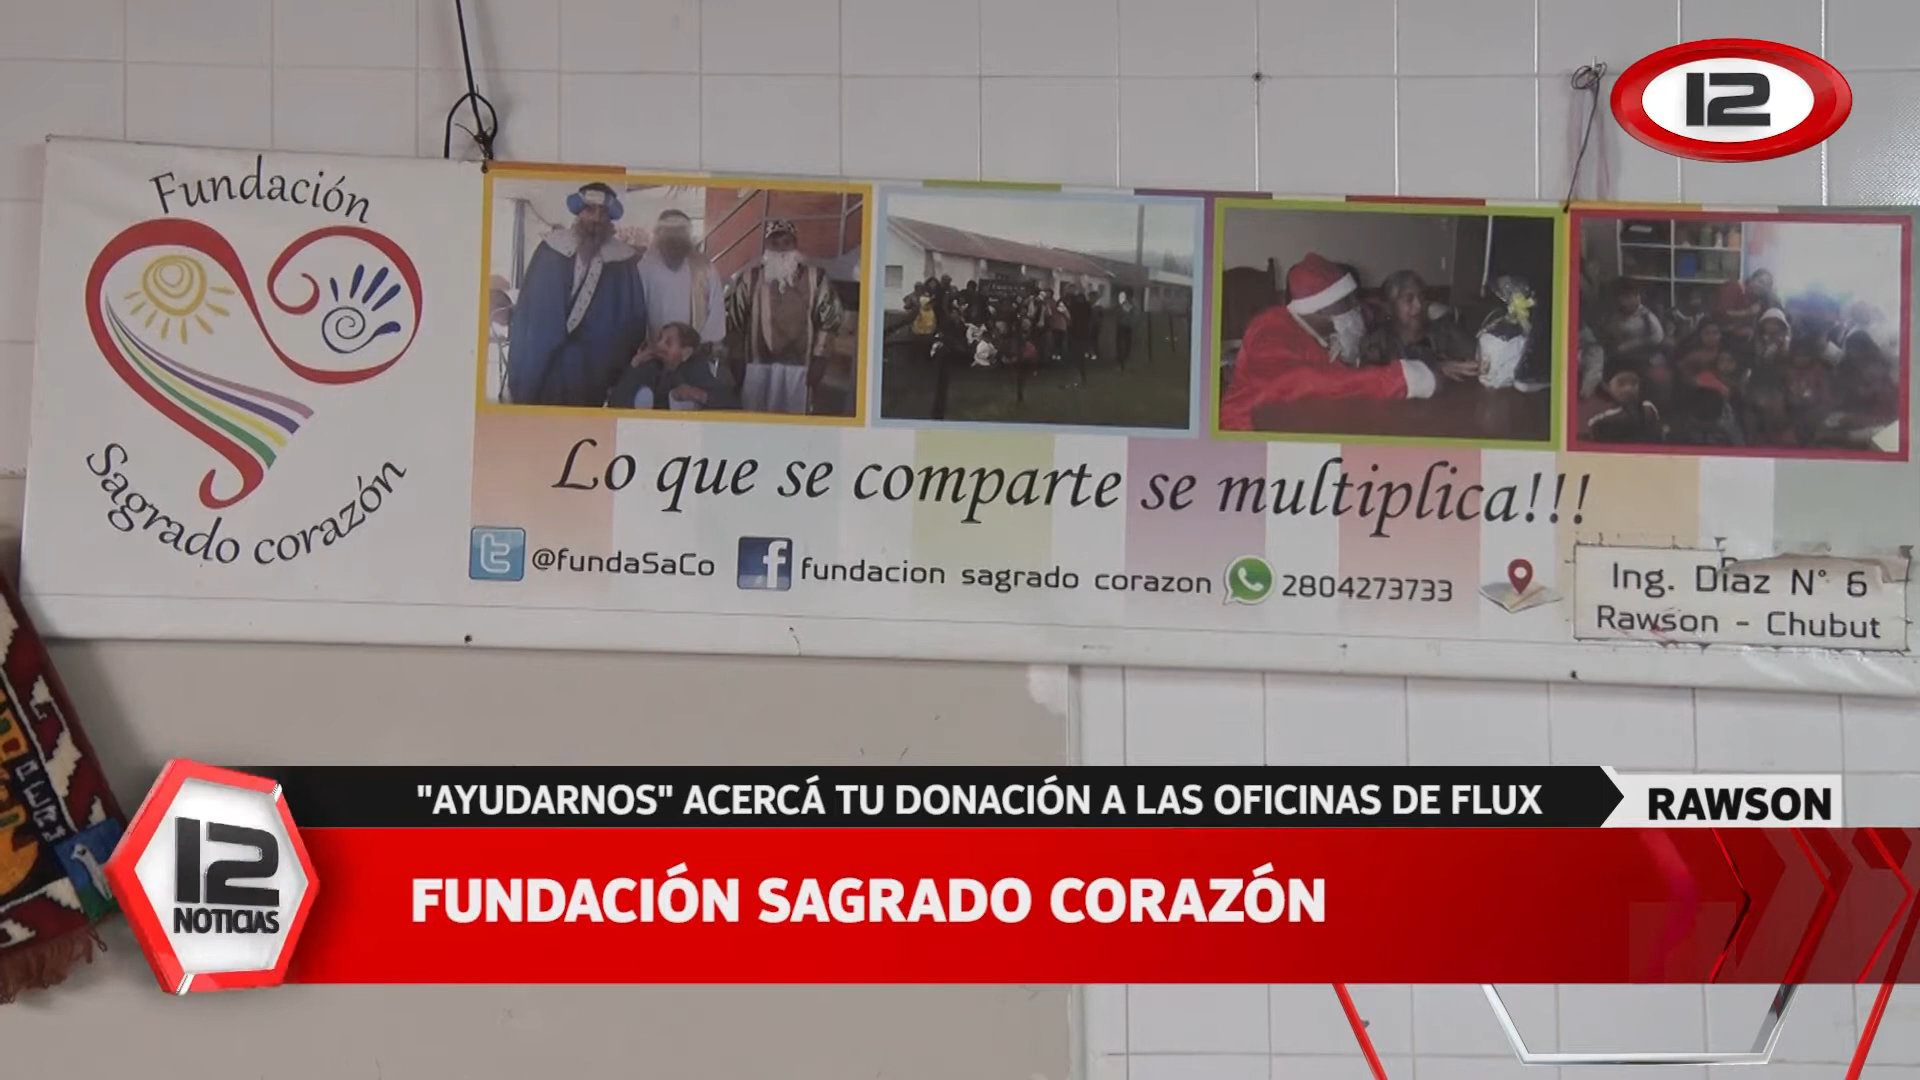 12
Fundación
Sagrado corazón
Lo que se comparte se multiplica!!!
@fundaSaCo
fundacion sagrado corazon
2804273733
Ing. Díaz N° 6
Rawson - Chubut
"AYUDARNOS" ACERCÁ TU DONACIÓN A LAS OFICINAS DE FLUX
RAWSON
12
NOTICIAS
FUNDACIÓN SAGRADO CORAZÓN